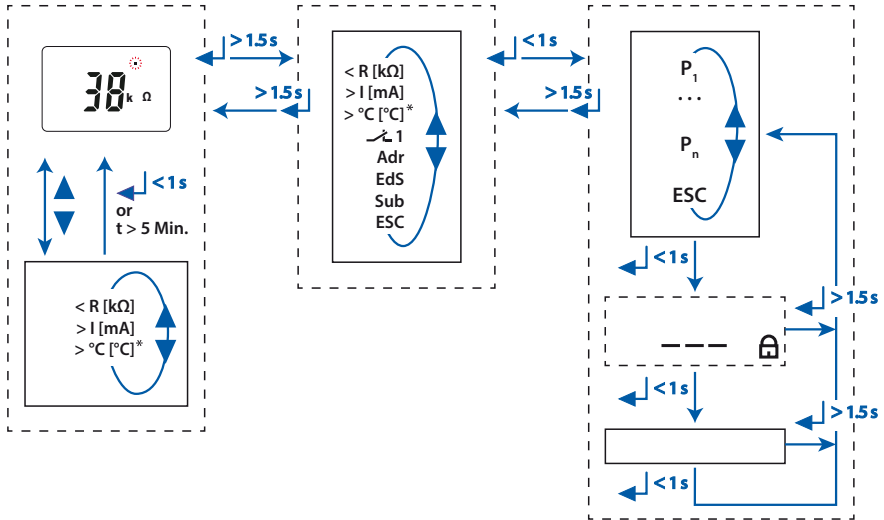 > 1.5 s
> 1.5 s
38 k Ω
< 1 s
or
t > 5 Min.
< R [kΩ]
> I [mA]
> °C [°C]*
< R [kΩ]
> I [mA]
> °C [°C]*
1
Adr
EdS
Sub
ESC
< 1 s
> 1.5 s
P1
...
Pn
ESC
< 1 s
> 1.5 s
– – –
< 1 s
> 1.5 s
< 1 s